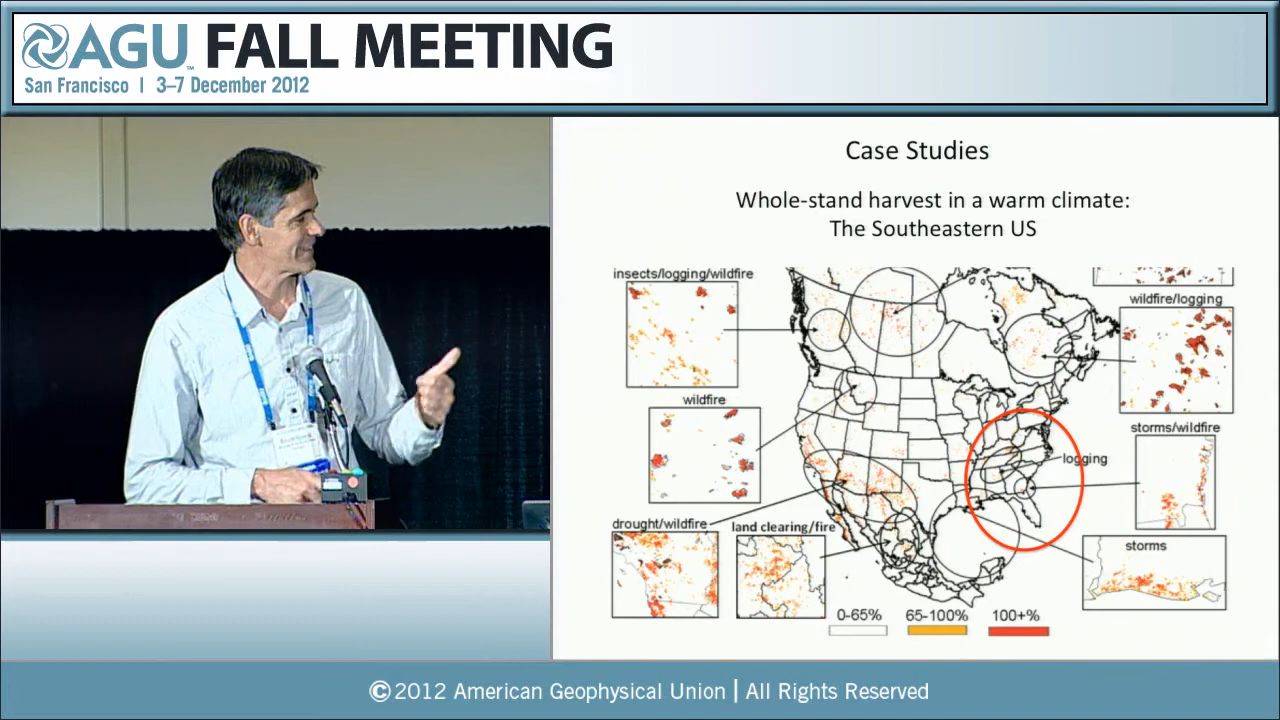 AGU™ FALL MEETING
San Francisco | 3–7 December 2012
Case Studies
Whole-stand harvest in a warm climate:
The Southeastern US
insects/logging/wildfire
wildfire/logging
wildfire
storms/wildfire
logging
drought/wildfire
land clearing/fire
storms
0-65%
65-100%
100+%
©2012 American Geophysical Union | All Rights Reserved